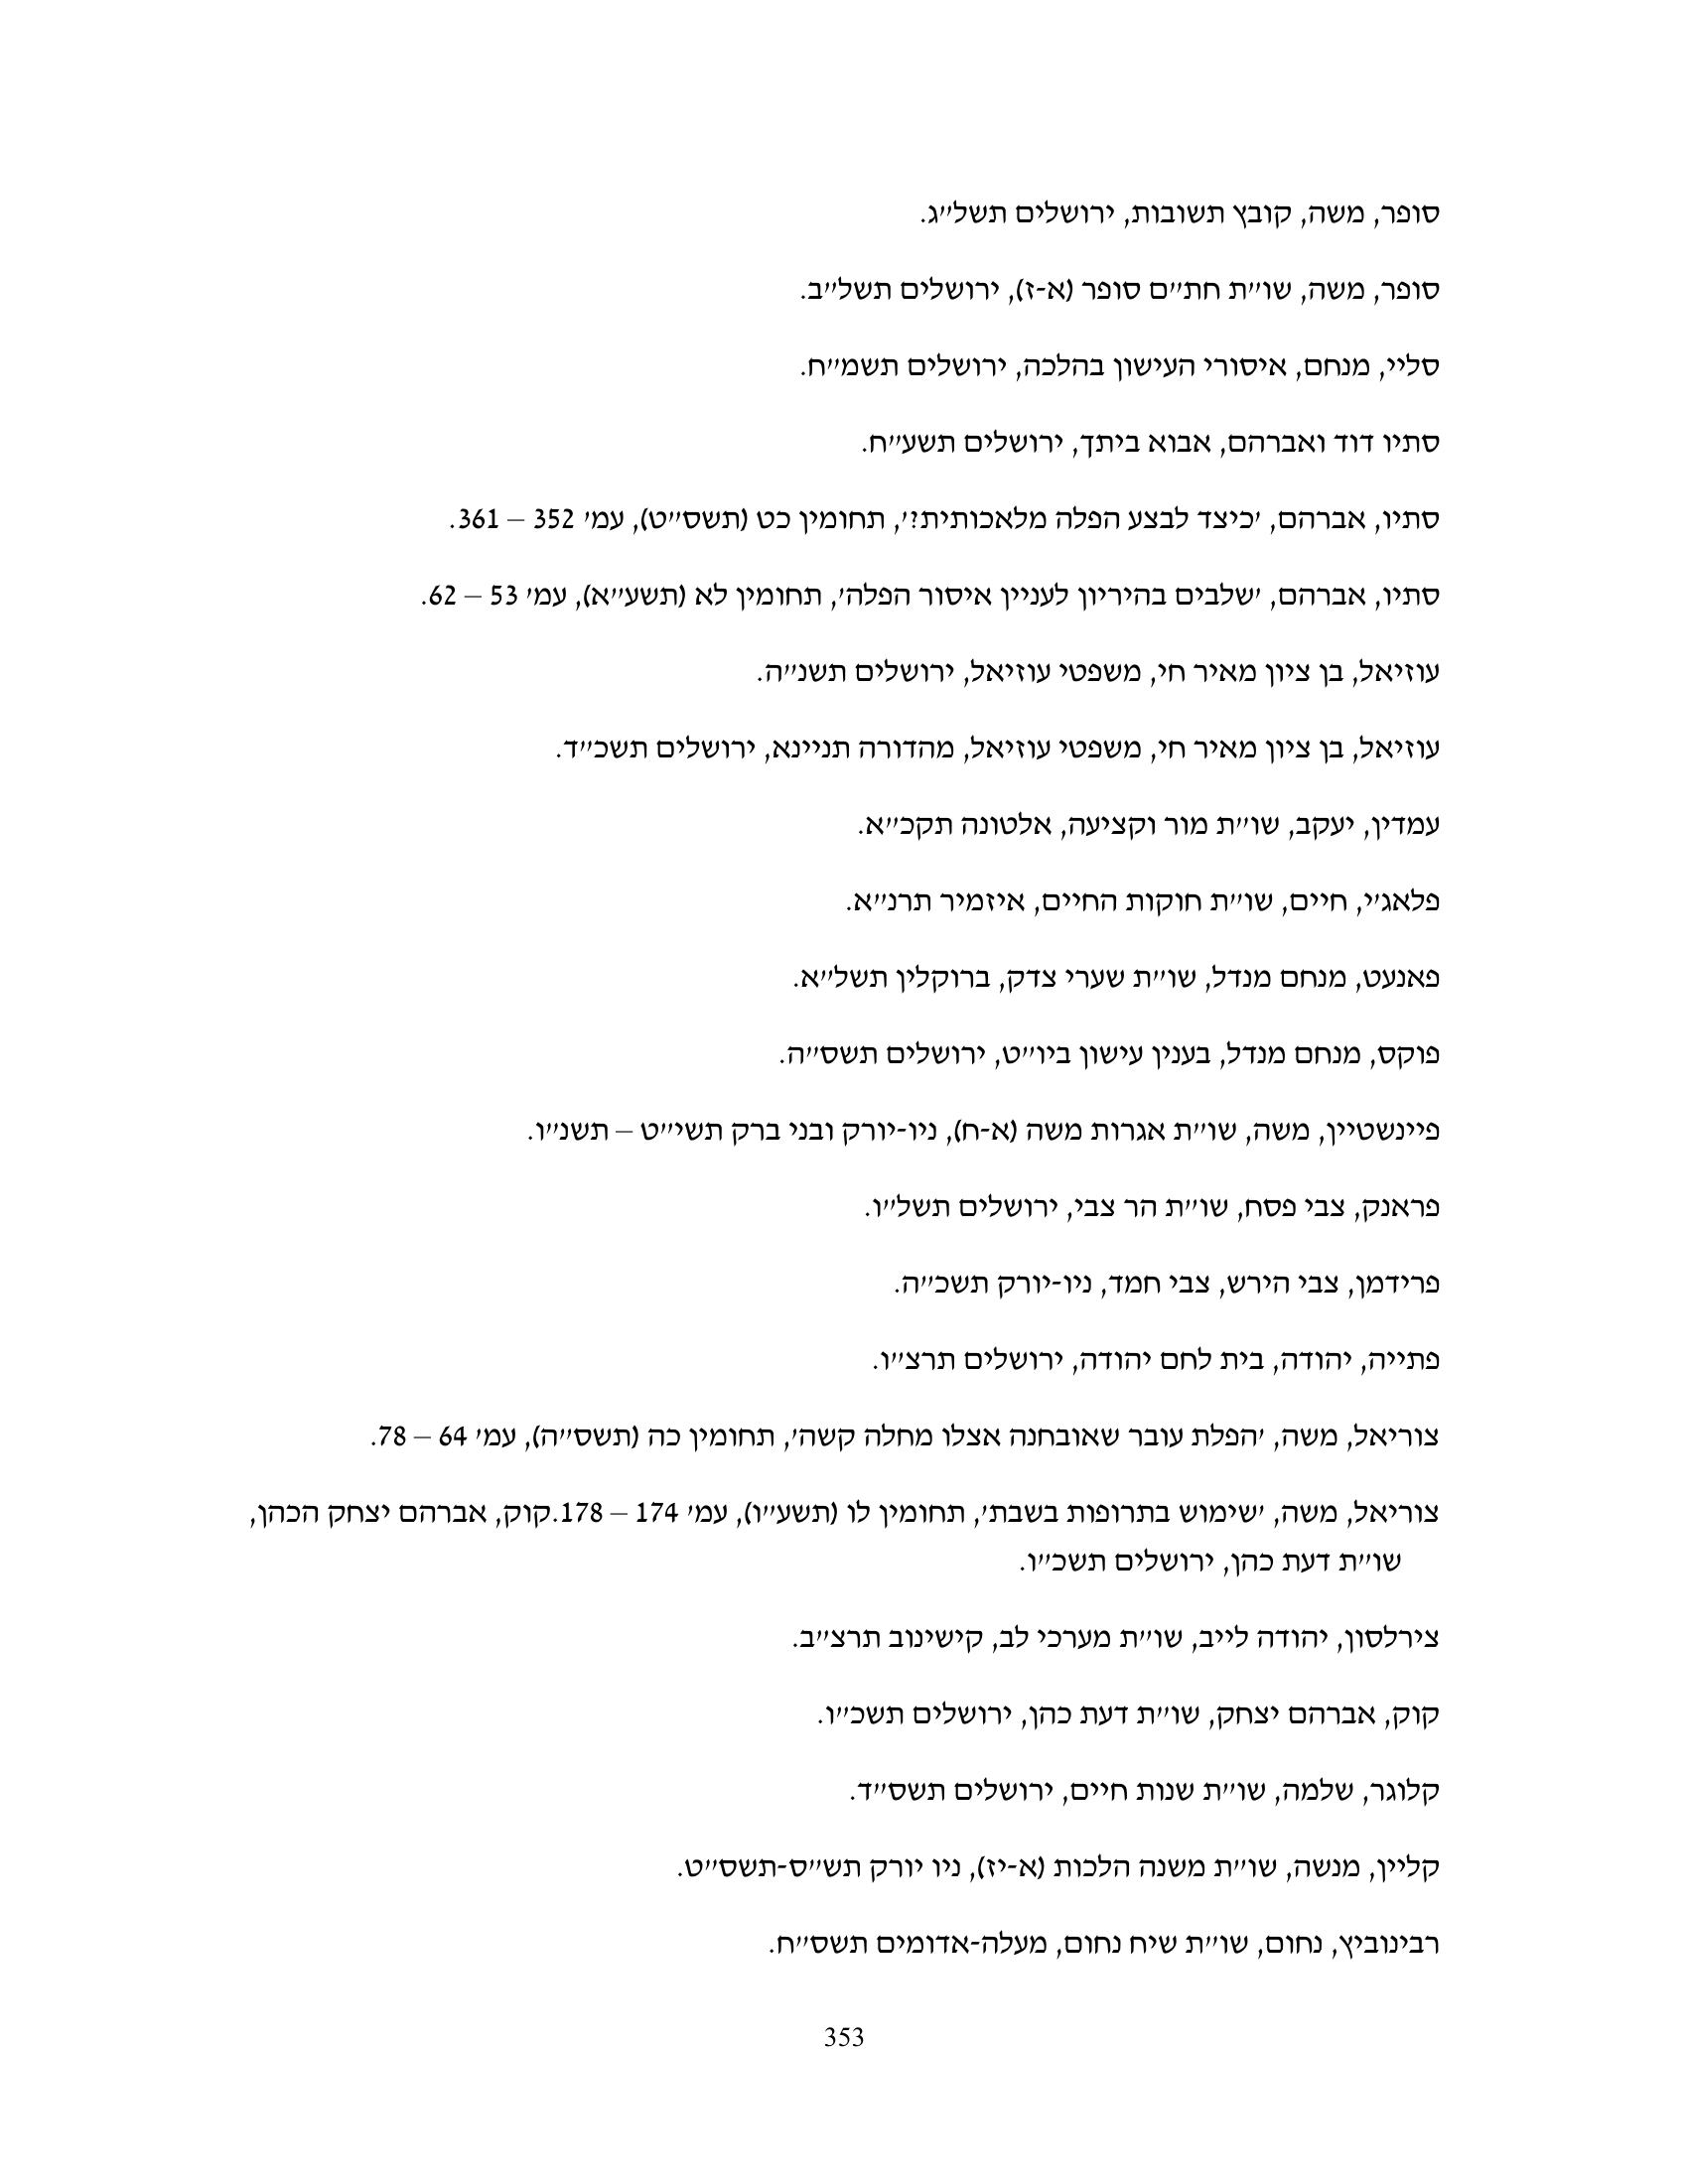 סופר, משה, קובץ תשובות, ירושלים תשל״ג.
סופר, משה, שו״ת חת״ם סופר (א-ז), ירושלים תשל״ב.
סליי, מנחם, איסורי העישון בהלכה, ירושלים תשמ״ח.
סתיו דוד ואברהם, אבוא ביתך, ירושלים תשע״ח.
סתיו, אברהם, ׳כיצד לבצע הפלה מלאכותית?׳, תחומין כט (תשס״ט), עמ׳ 352 – 361.
סתיו, אברהם, ׳שלבים בהיריון לעניין איסור הפלה׳, תחומין לא (תשע״א), עמ׳ 53 – 62.
עוזיאל, בן ציון מאיר חי, משפטי עוזיאל, ירושלים תשנ״ה.
עוזיאל, בן ציון מאיר חי, משפטי עוזיאל, מהדורה תניינא, ירושלים תשכ״ד.
עמדין, יעקב, שו״ת מור וקציעה, אלטונה תקכ״א.
פלאג׳י, חיים, שו״ת חוקות החיים, איזמיר תרנ״א.
פאנעט, מנחם מנדל, שו״ת שערי צדק, ברוקלין תשל״א.
פוקס, מנחם מנדל, בענין עישון ביו״ט, ירושלים תשס״ה.
פיינשטיין, משה, שו״ת אגרות משה (א-ח), ניו-יורק ובני ברק תשי״ט – תשנ״ו.
פראנק, צבי פסח, שו״ת הר צבי, ירושלים תשל״ו.
פרידמן, צבי הירש, צבי חמד, ניו-יורק תשכ״ה.
פתייה, יהודה, בית לחם יהודה, ירושלים תרצ״ו.
צוריאל, משה, ׳הפלת עובר שאובחנה אצלו מחלה קשה׳, תחומין כה (תשס״ה), עמ׳ 64 – 78.
צוריאל, משה, ׳שימוש בתרופות בשבת׳, תחומין לו (תשע״ו), עמ׳ 174 – 178.קוק, אברהם יצחק הכהן,
שו״ת דעת כהן, ירושלים תשכ״ו.
צירלסון, יהודה לייב, שו״ת מערכי לב, קישינוב תרצ״ב.
קוק, אברהם יצחק, שו״ת דעת כהן, ירושלים תשכ״ו.
קלוגר, שלמה, שו״ת שנות חיים, ירושלים תשס״ד.
קליין, מנשה, שו״ת משנה הלכות (א-יז), ניו יורק תש״ס-תשס״ט.
רבינוביץ, נחום, שו״ת שיח נחום, מעלה-אדומים תשס״ח.
353